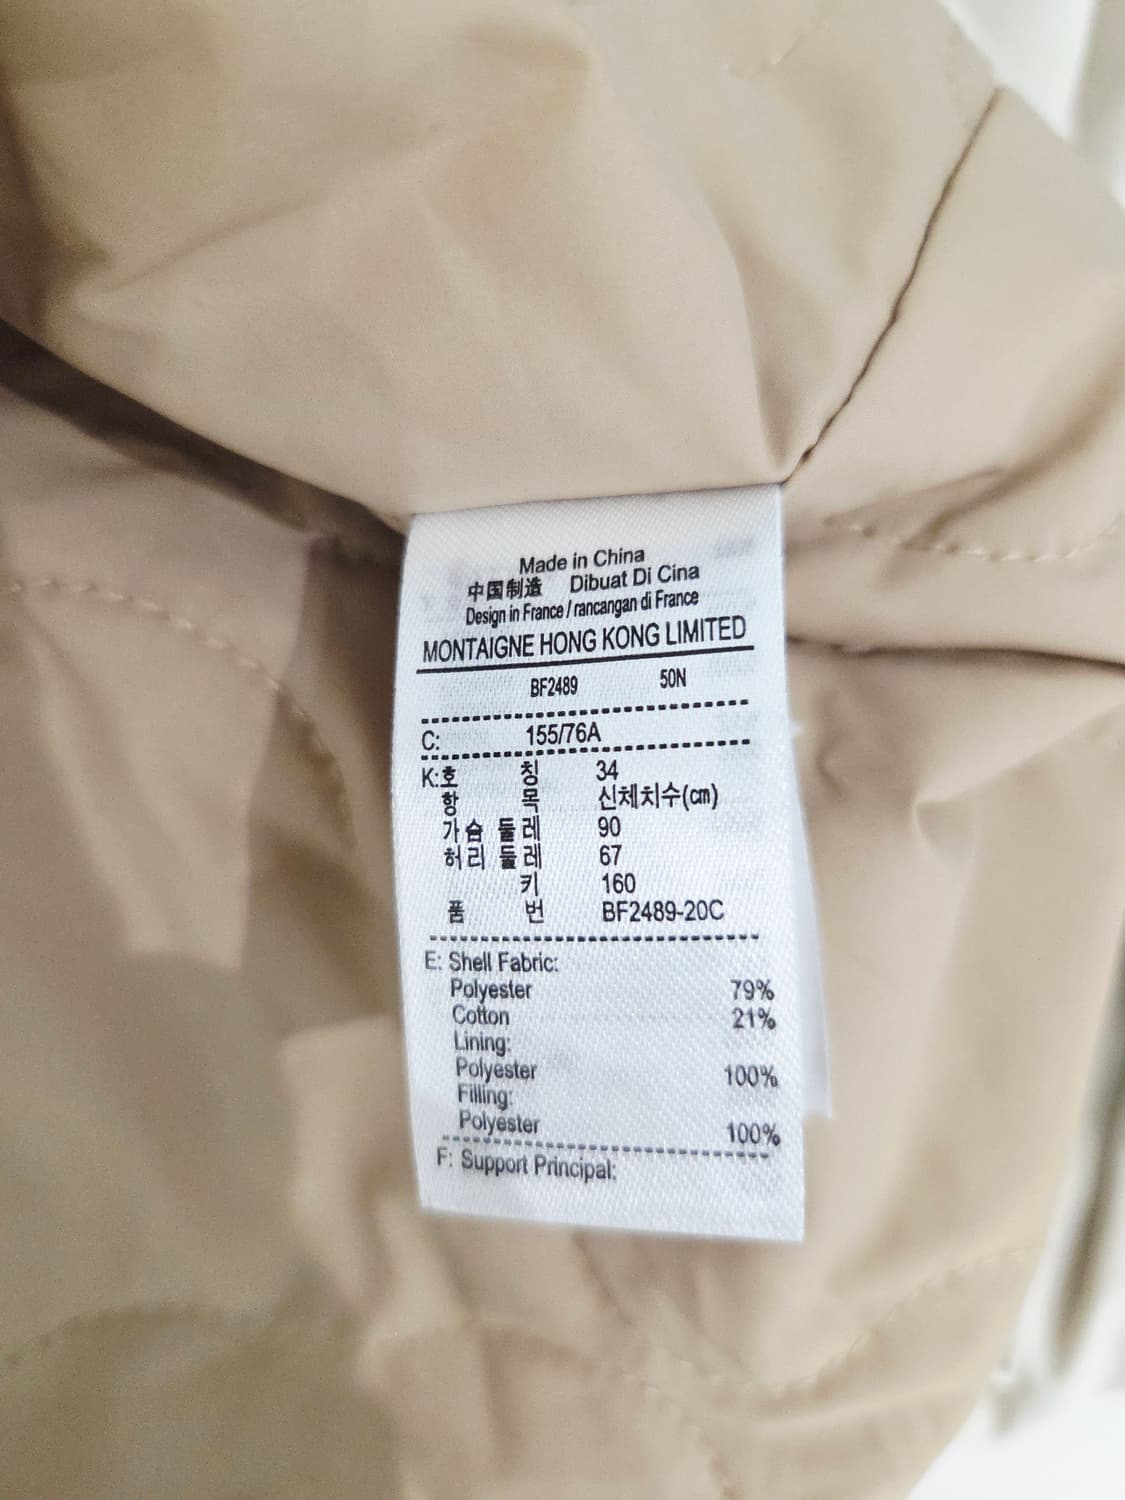 Made in China
中国制造 Dibuat Di Cina
Design in France / rancangan di France
MONTAIGNE HONG KONG LIMITED
BF2489 50N
C: 155/76A
K:호 칭 34
항 목 신체치수(cm)
가슴 둘레 90
허리 둘레 67
키 160
품 번 BF2489-20C
E: Shell Fabric:
Polyester 79%
Cotton 21%
Lining:
Polyester 100%
Filling:
Polyester 100%
F: Support Principal: